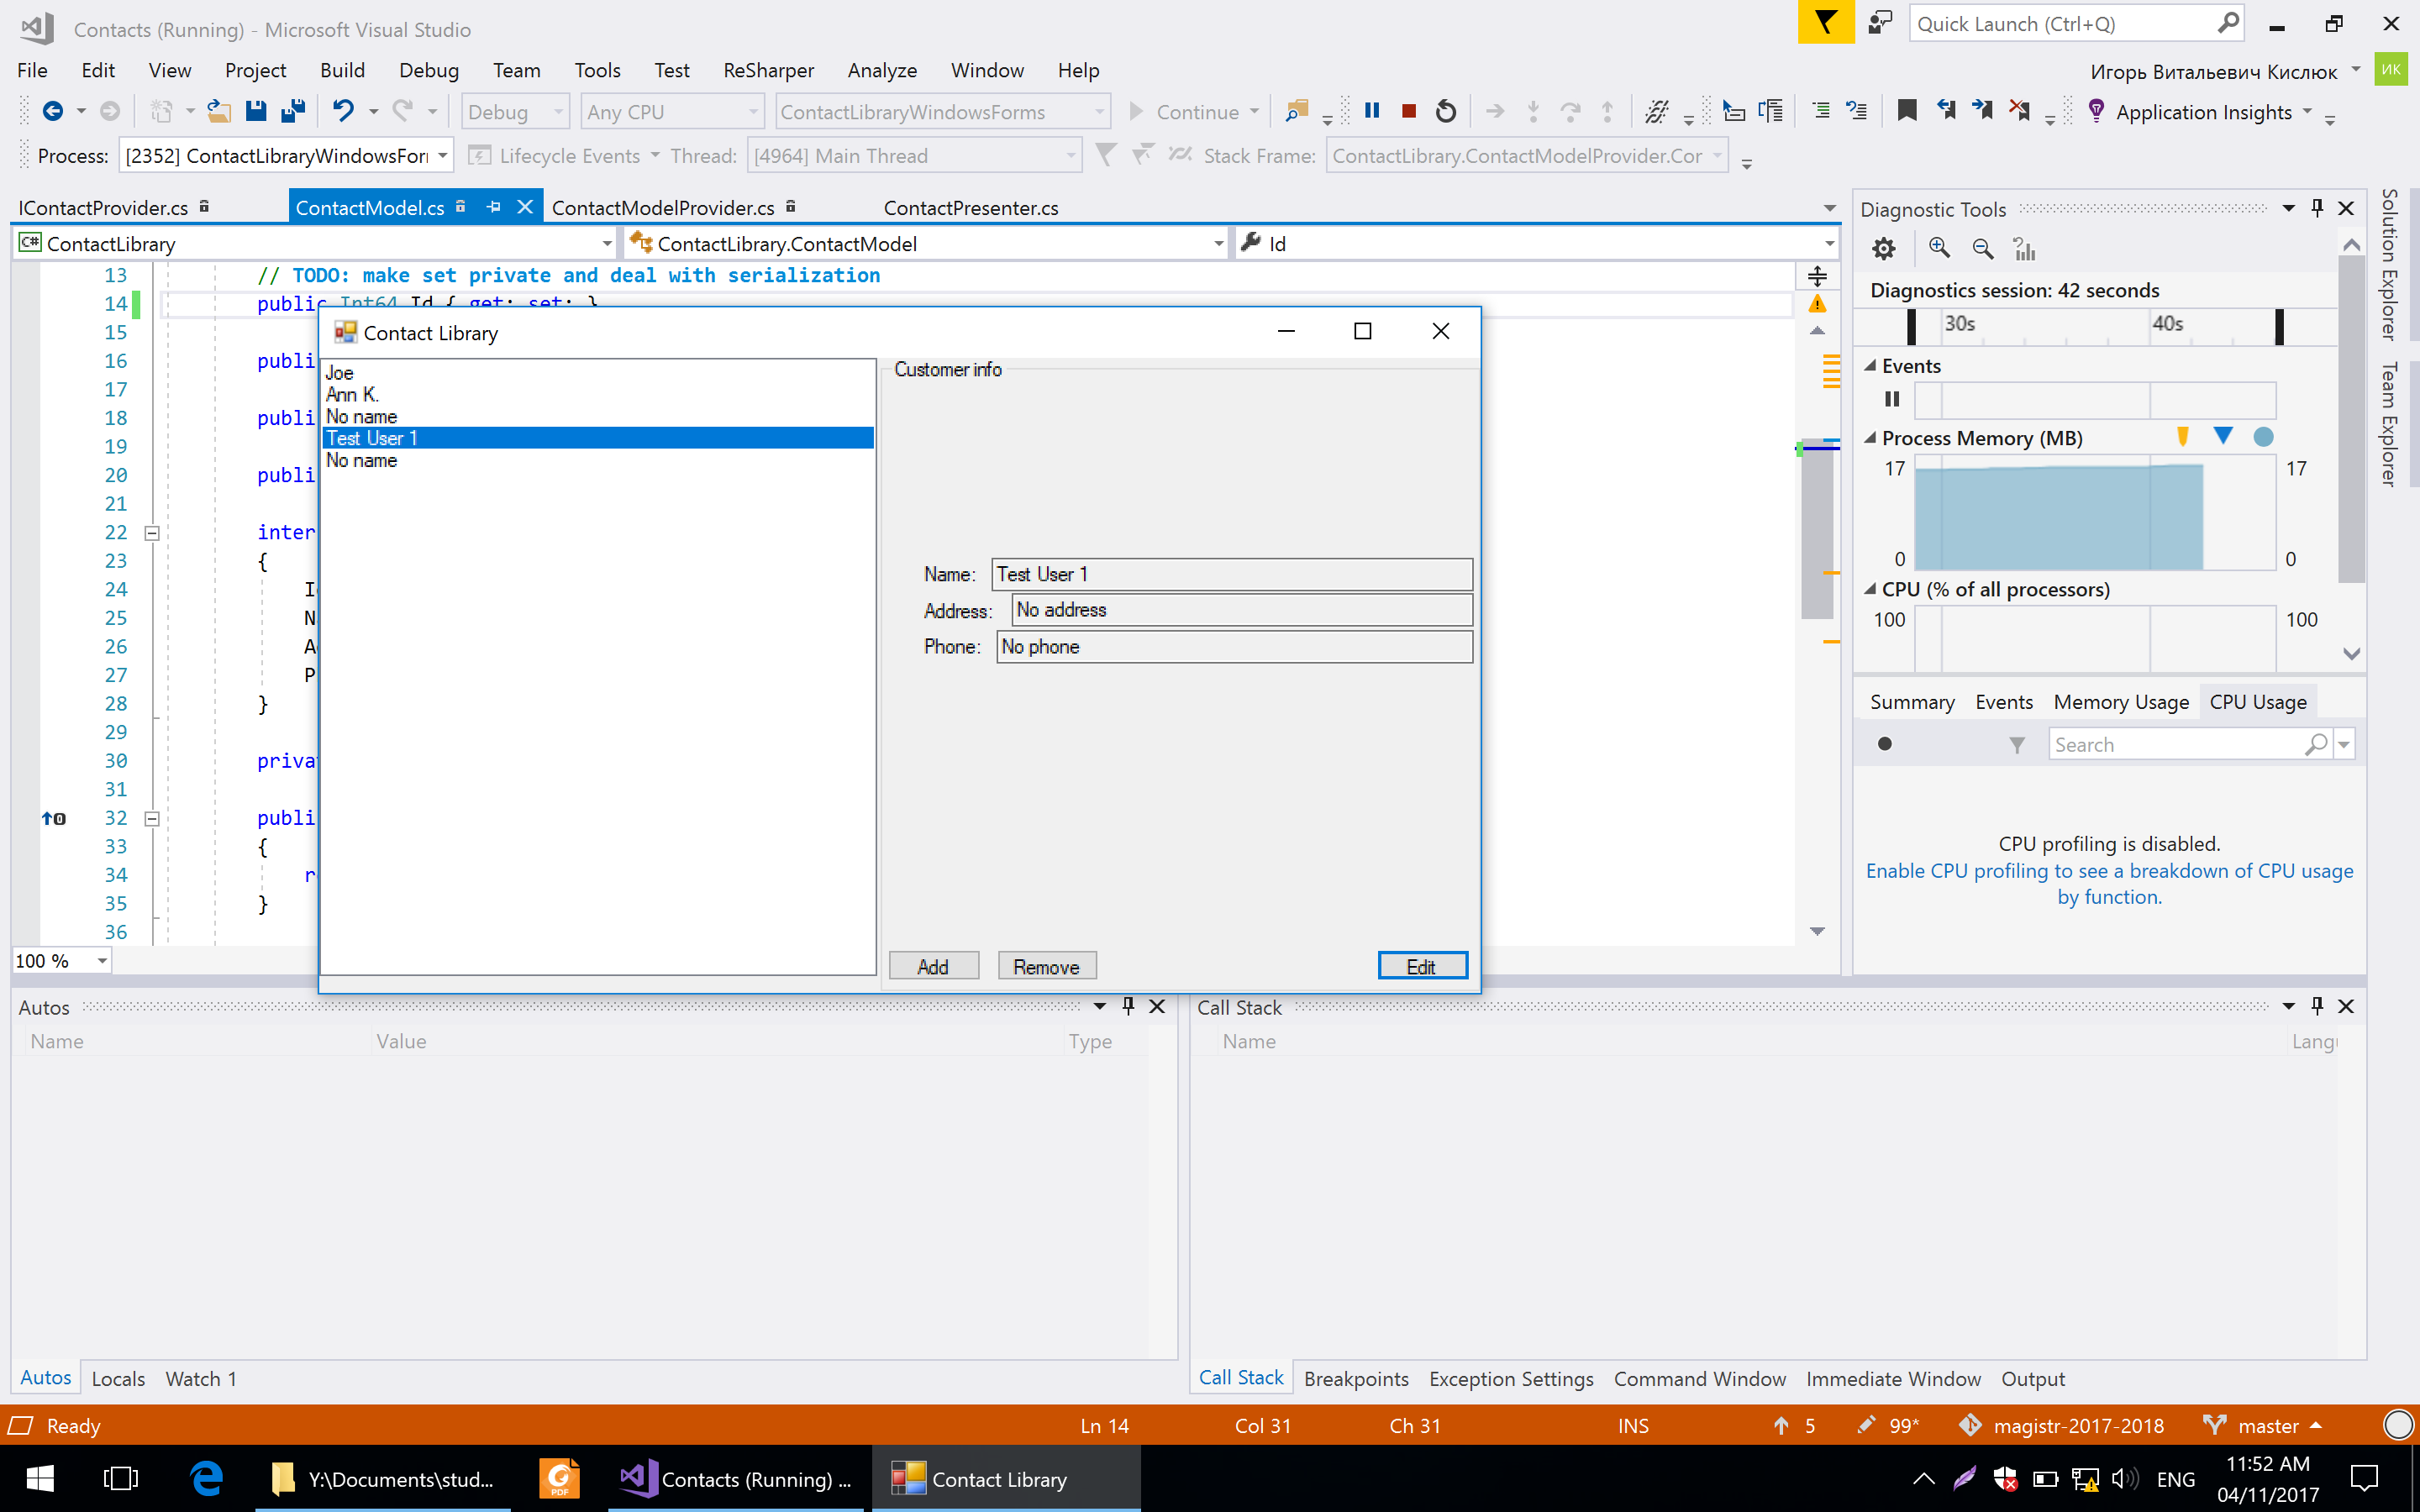 Contacts (Running) - Microsoft Visual Studio
Quick Launch (Ctrl+Q)
File Edit View Project Build Debug Team Tools Test ReSharper Analyze Window Help
Игорь Витальевич Кислюк
ИК
Debug Any CPU ContactLibraryWindowsForms Continue Application Insights
Process: [2352] ContactLibraryWindowsForı Lifecycle Events Thread: [4964] Main Thread Stack Frame: ContactLibrary.ContactModelProvider.Cor
IContactProvider.cs ContactModel.cs ContactModelProvider.cs ContactPresenter.cs
C# ContactLibrary ContactLibrary.ContactModel Id
13 // TODO: make set private and deal with serialization
14 public Int64 Id { get; set; }
15
16 publi
17
18 publi
19
20 publi
21
22 inter
23 {
24 I
25 N
26 A
27 P
28 }
29
30 priva
31
32 publi
33 {
34 r
35 }
36
100 %
Contact Library
Joe
Ann K.
No name
Test User 1
No name
Customer info
Name: Test User 1
Address: No address
Phone: No phone
Add Remove Edit
Diagnostic Tools
Diagnostics session: 42 seconds
30s 40s
Events
Process Memory (MB)
17 17
0 0
CPU (% of all processors)
100 100
Summary Events Memory Usage CPU Usage
Search
CPU profiling is disabled.
Enable CPU profiling to see a breakdown of CPU usage
by function.
Solution Explorer
Team Explorer
Autos
Name Value Type
Autos Locals Watch 1
Call Stack
Name Langu
Call Stack Breakpoints Exception Settings Command Window Immediate Window Output
Ready Ln 14 Col 31 Ch 31 INS 5 99* magistr-2017-2018 master
Y:\Documents\stud... PDF Contacts (Running) ... Contact Library
ENG
11:52 AM
04/11/2017